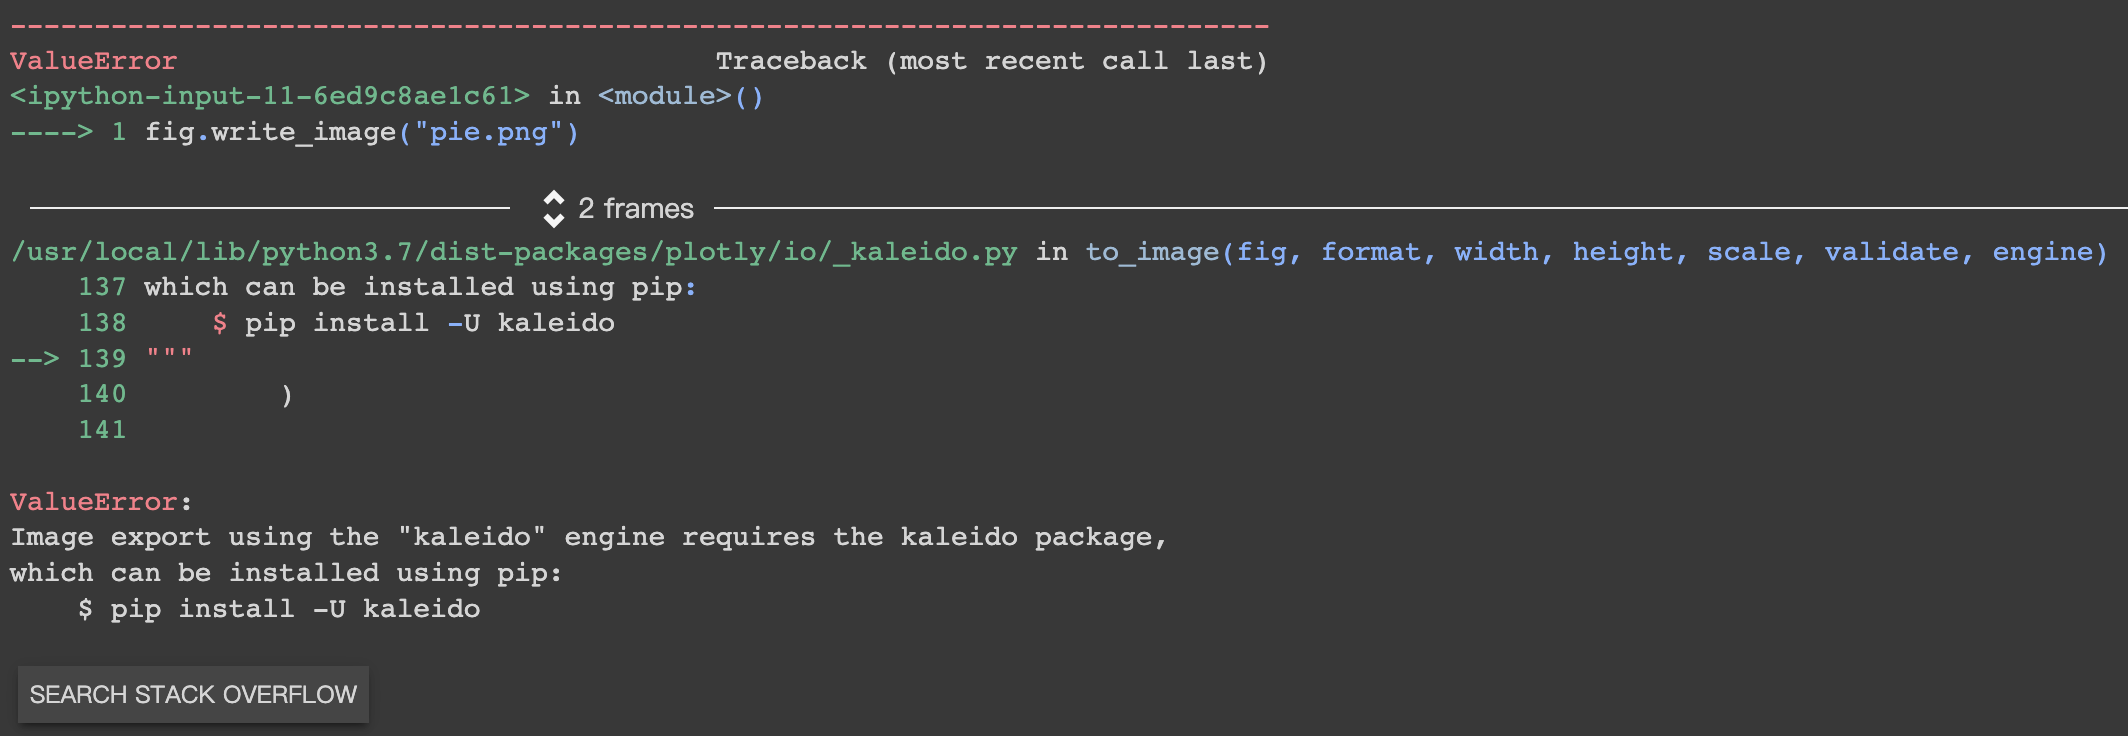 ---------------------------------------------------------------------------
ValueError                                Traceback (most recent call last)
<ipython-input-11-6ed9c8ae1c61> in <module>()
----> 1 fig.write_image("pie.png")
2 frames
/usr/local/lib/python3.7/dist-packages/plotly/io/_kaleido.py in to_image(fig, format, width, height, scale, validate, engine)
    137 which can be installed using pip:
    138     $ pip install -U kaleido
--> 139 """
    140         )
    141
ValueError:
Image export using the "kaleido" engine requires the kaleido package,
which can be installed using pip:
    $ pip install -U kaleido
SEARCH STACK OVERFLOW